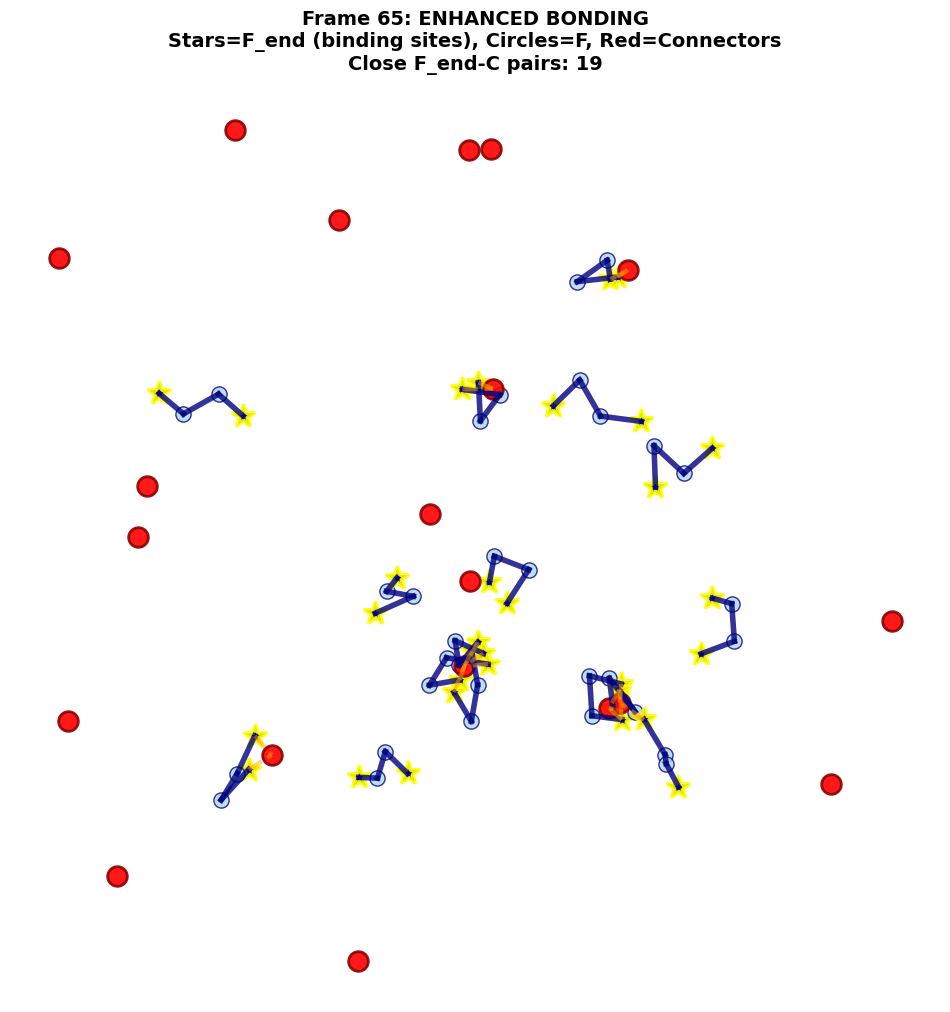 Frame 65: ENHANCED BONDING
Stars=F_end (binding sites), Circles=F, Red=Connectors
Close F_end-C pairs: 19